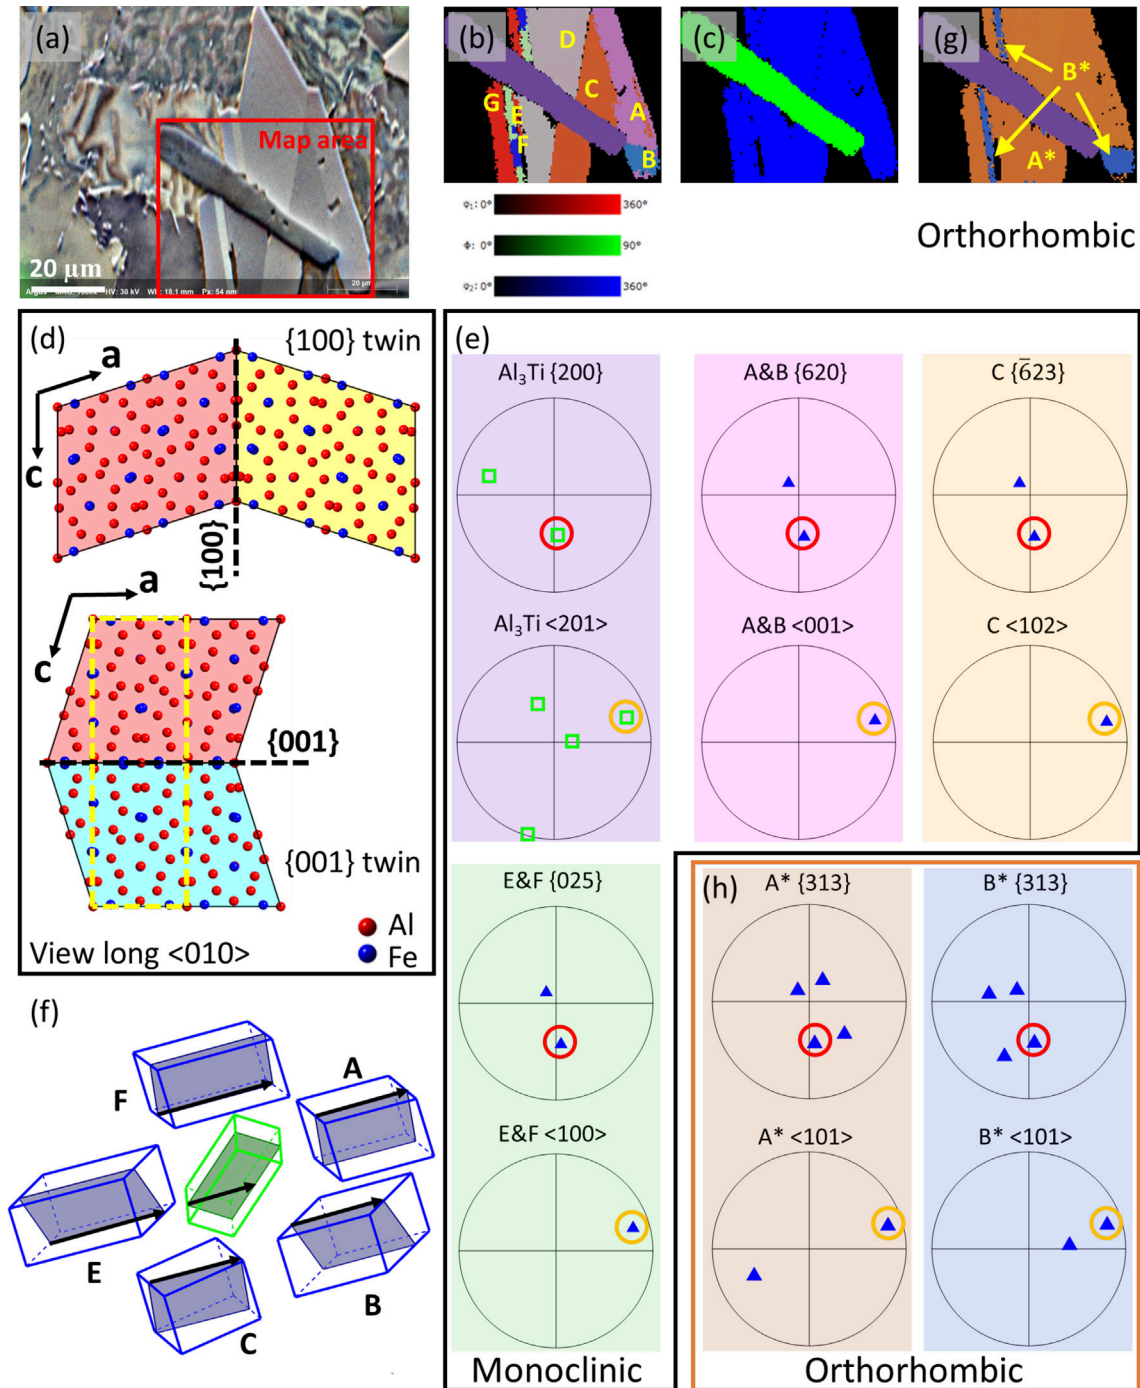 (a)
Map area
20 μm
20 μm
(b)
D
C
A
G
E
F
B
(c)
(g)
B*
A*
φ₁: 0°
360°
Φ: 0°
90°
φ₂: 0°
360°
Orthorhombic
(d)
{100} twin
a
c
{100}
a
c
{001}
{001} twin
Al
Fe
View long <010>
(e)
Al₃Ti {200}
A&B {620}
C {6̄23}
Al₃Ti <201>
A&B <001>
C <102>
E&F {025}
E&F <100>
Monoclinic
(f)
F
A
E
B
C
(h)
A* {313}
B* {313}
A* <101>
B* <101>
Orthorhombic